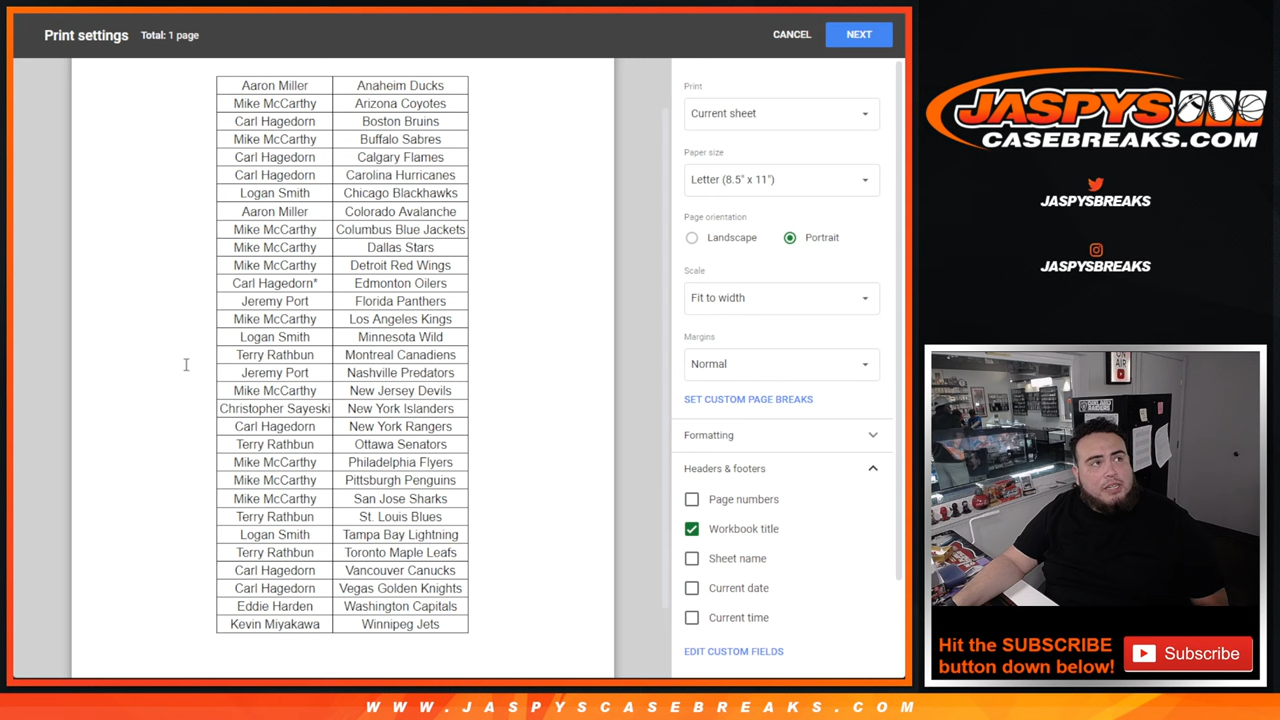 Print settings
Total: 1 page
CANCEL
NEXT
Aaron Miller Anaheim Ducks
Mike McCarthy Arizona Coyotes
Carl Hagedorn Boston Bruins
Mike McCarthy Buffalo Sabres
Carl Hagedorn Calgary Flames
Carl Hagedorn Carolina Hurricanes
Logan Smith Chicago Blackhawks
Aaron Miller Colorado Avalanche
Mike McCarthy Columbus Blue Jackets
Mike McCarthy Dallas Stars
Mike McCarthy Detroit Red Wings
Carl Hagedorn* Edmonton Oilers
Jeremy Port Florida Panthers
Mike McCarthy Los Angeles Kings
Logan Smith Minnesota Wild
Terry Rathbun Montreal Canadiens
Jeremy Port Nashville Predators
Mike McCarthy New Jersey Devils
Christopher Sayeski New York Islanders
Carl Hagedorn New York Rangers
Terry Rathbun Ottawa Senators
Mike McCarthy Philadelphia Flyers
Mike McCarthy Pittsburgh Penguins
Mike McCarthy San Jose Sharks
Terry Rathbun St. Louis Blues
Logan Smith Tampa Bay Lightning
Terry Rathbun Toronto Maple Leafs
Carl Hagedorn Vancouver Canucks
Carl Hagedorn Vegas Golden Knights
Eddie Harden Washington Capitals
Kevin Miyakawa Winnipeg Jets
Print
Current sheet
Paper size
Letter (8.5" x 11")
Page orientation
Landscape Portrait
Scale
Fit to width
Margins
Normal
SET CUSTOM PAGE BREAKS
Formatting
Headers & footers
Page numbers
Workbook title
Sheet name
Current date
Current time
EDIT CUSTOM FIELDS
JASPYS
CASEBREAKS.COM
JASPYSBREAKS
JASPYSBREAKS
ON
AIR
Hit the SUBSCRIBE
button down below!
Subscribe
WWW.JASPYSCASEBREAKS.COM